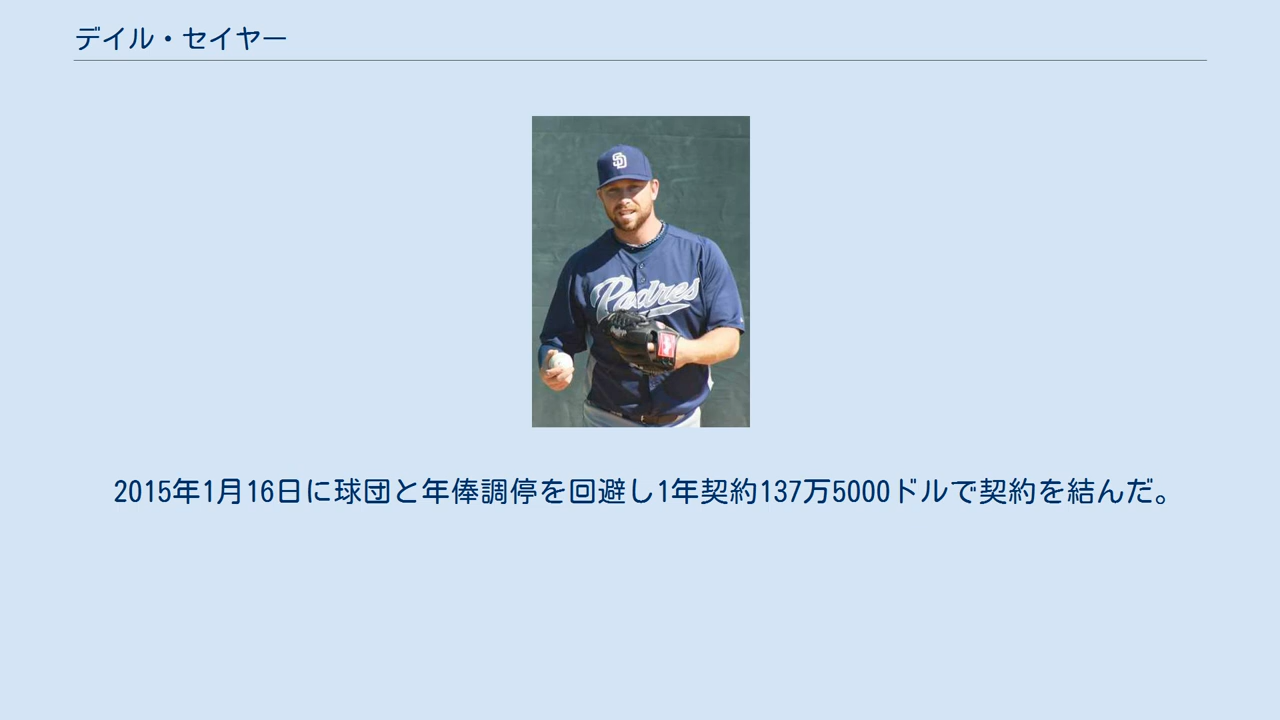 デイル・セイヤー
SD
Padres
2015年1月16日に球団と年俸調停を回避し1年契約137万5000ドルで契約を結んだ。